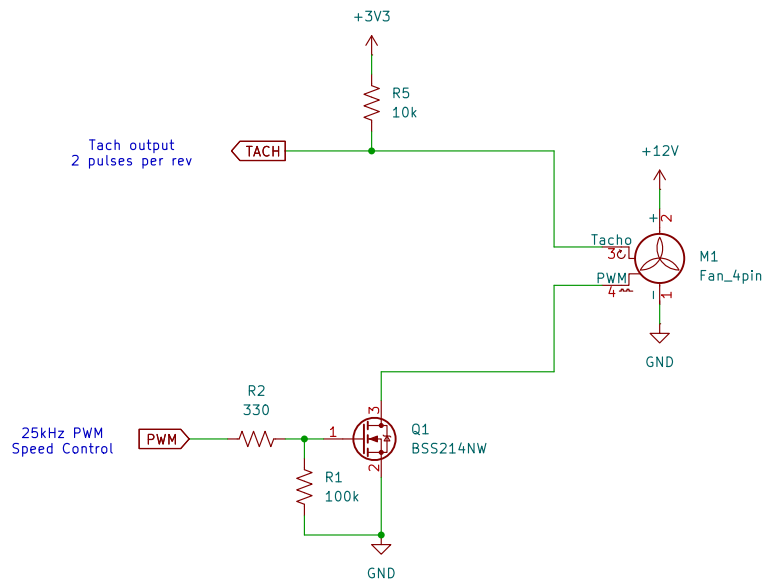 +3V3
R5
10k
Tach output
2 pulses per rev
TACH
+12V
+
2
Tacho
3
M1
Fan_4pin
PWM
4
−
1
GND
R2
330
25kHz PWM
Speed Control
PWM
1
3
Q1
BSS214NW
2
R1
100k
GND